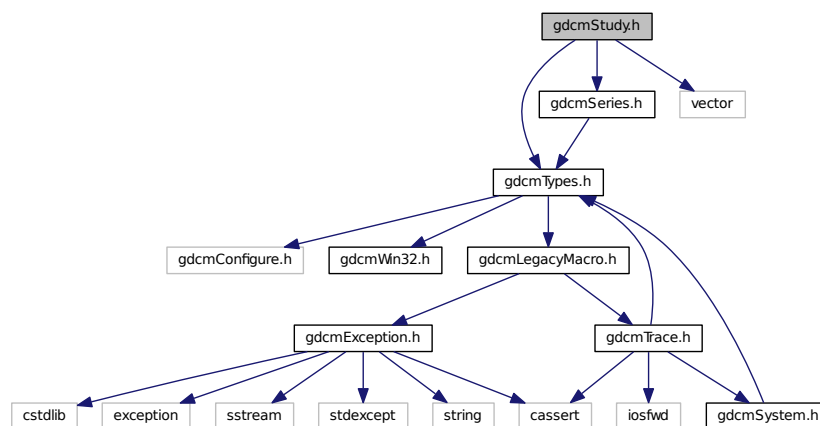 gdcmStudy.h
gdcmSeries.h
vector
gdcmTypes.h
gdcmConfigure.h
gdcmWin32.h
gdcmLegacyMacro.h
gdcmException.h
gdcmTrace.h
cstdlib
exception
sstream
stdexcept
string
cassert
iosfwd
gdcmSystem.h